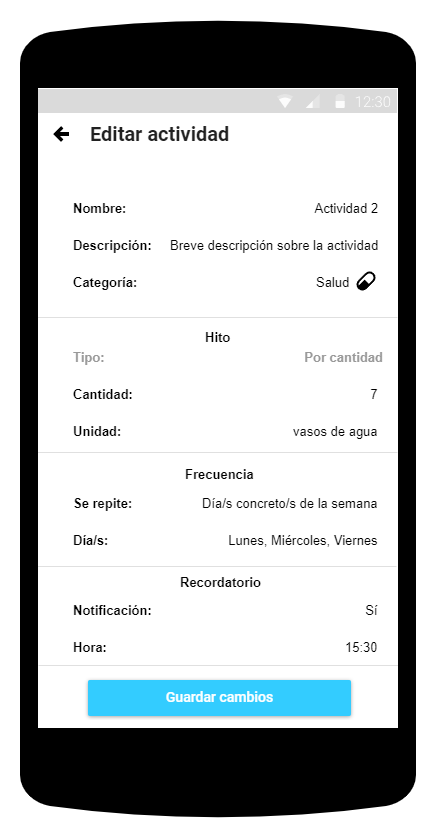 12:30
Editar actividad
Nombre: Actividad 2
Descripción: Breve descripción sobre la actividad
Categoría: Salud
Hito
Tipo: Por cantidad
Cantidad: 7
Unidad: vasos de agua
Frecuencia
Se repite: Día/s concreto/s de la semana
Día/s: Lunes, Miércoles, Viernes
Recordatorio
Notificación: Sí
Hora: 15:30
Guardar cambios